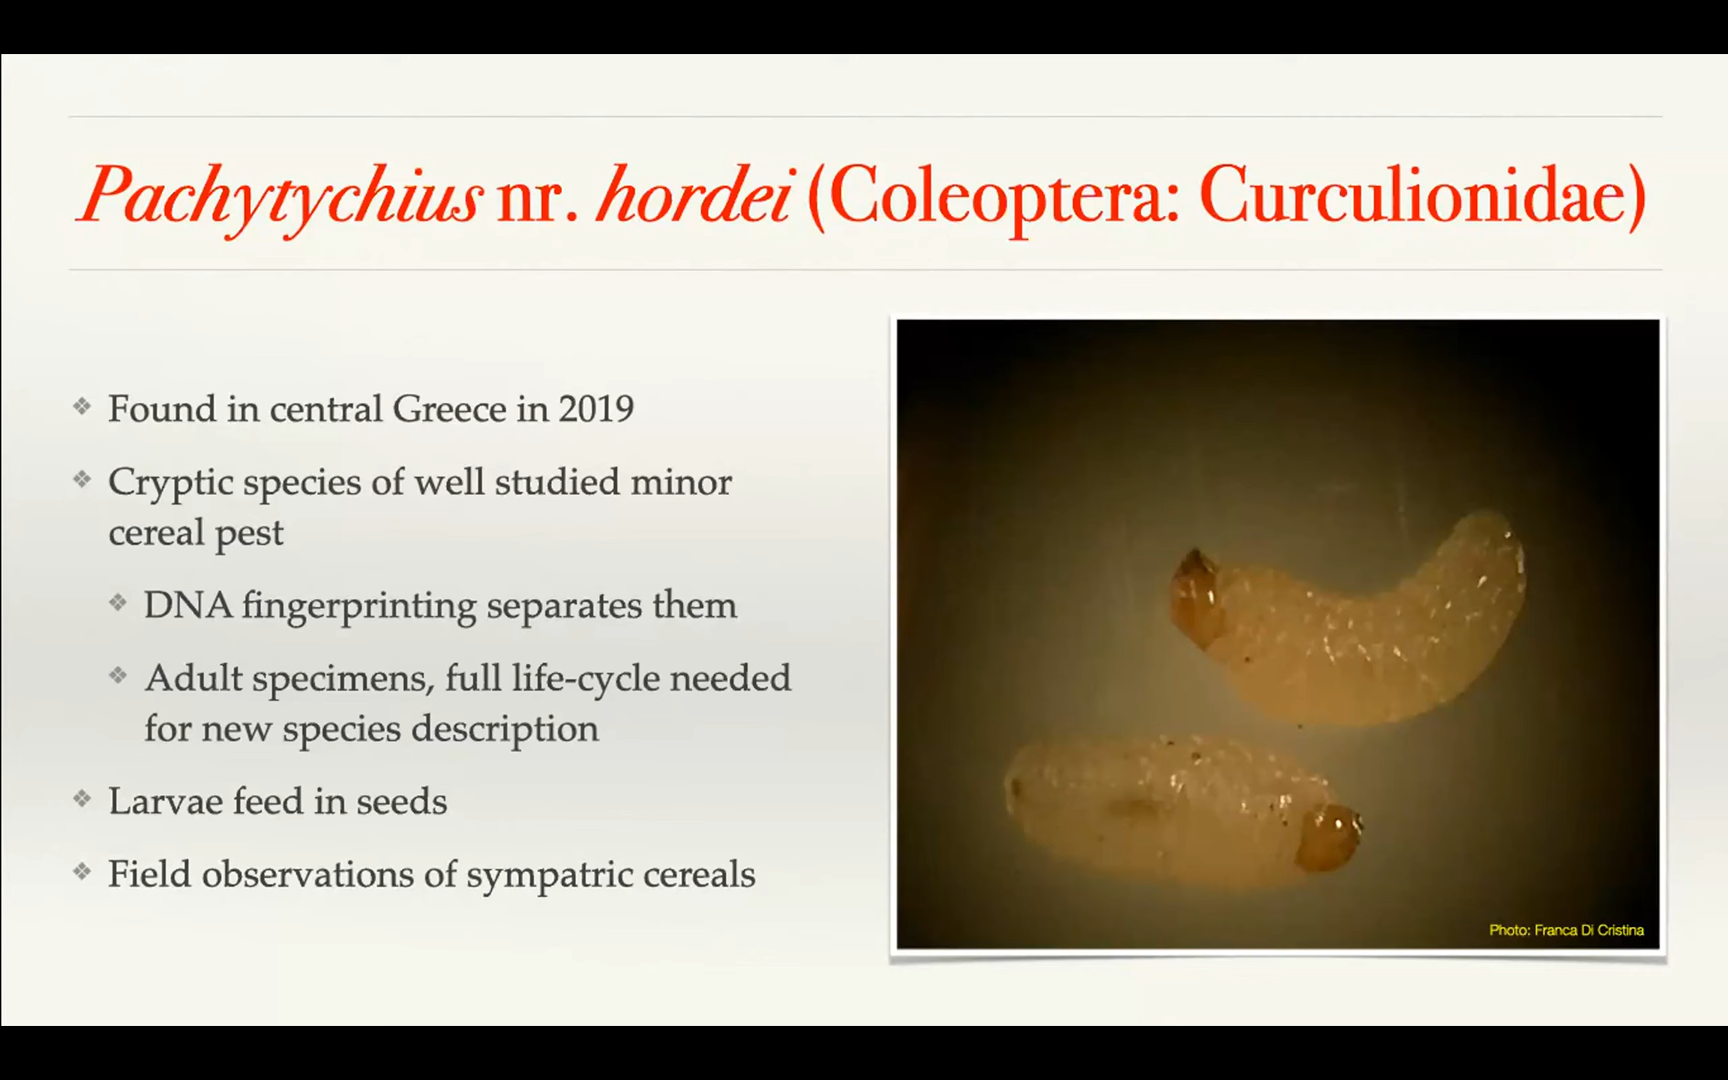 Pachytychius nr. hordei (Coleoptera: Curculionidae)
❖ Found in central Greece in 2019
❖ Cryptic species of well studied minor
cereal pest
❖ DNA fingerprinting separates them
❖ Adult specimens, full life-cycle needed
for new species description
❖ Larvae feed in seeds
❖ Field observations of sympatric cereals
Photo: Franca Di Cristina